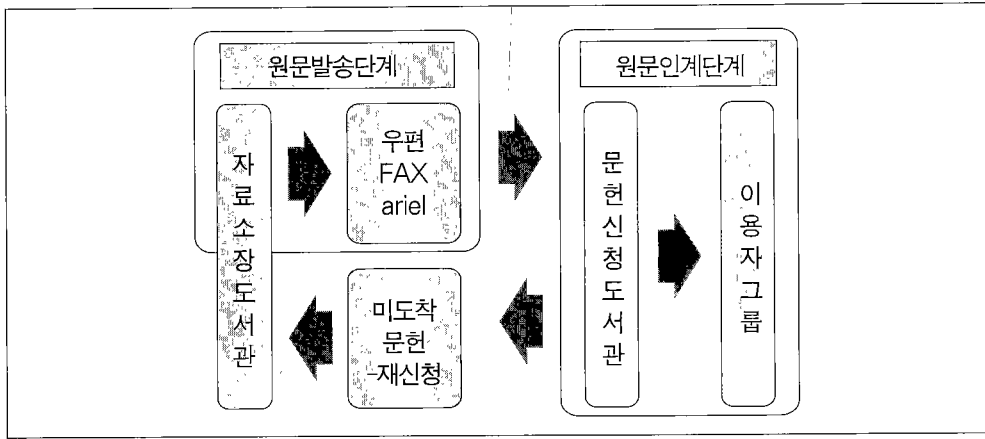 원문발송단계
자료소장도서관
우편
FAX
ariel
미도착
문헌
-재신청
원문인계단계
문헌신청도서관
이용자그룹